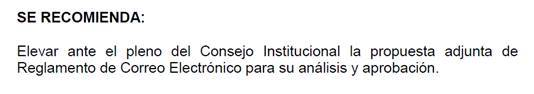 SE RECOMIENDA:
Elevar ante el pleno del Consejo Institucional la propuesta adjunta de
Reglamento de Correo Electrónico para su análisis y aprobación.